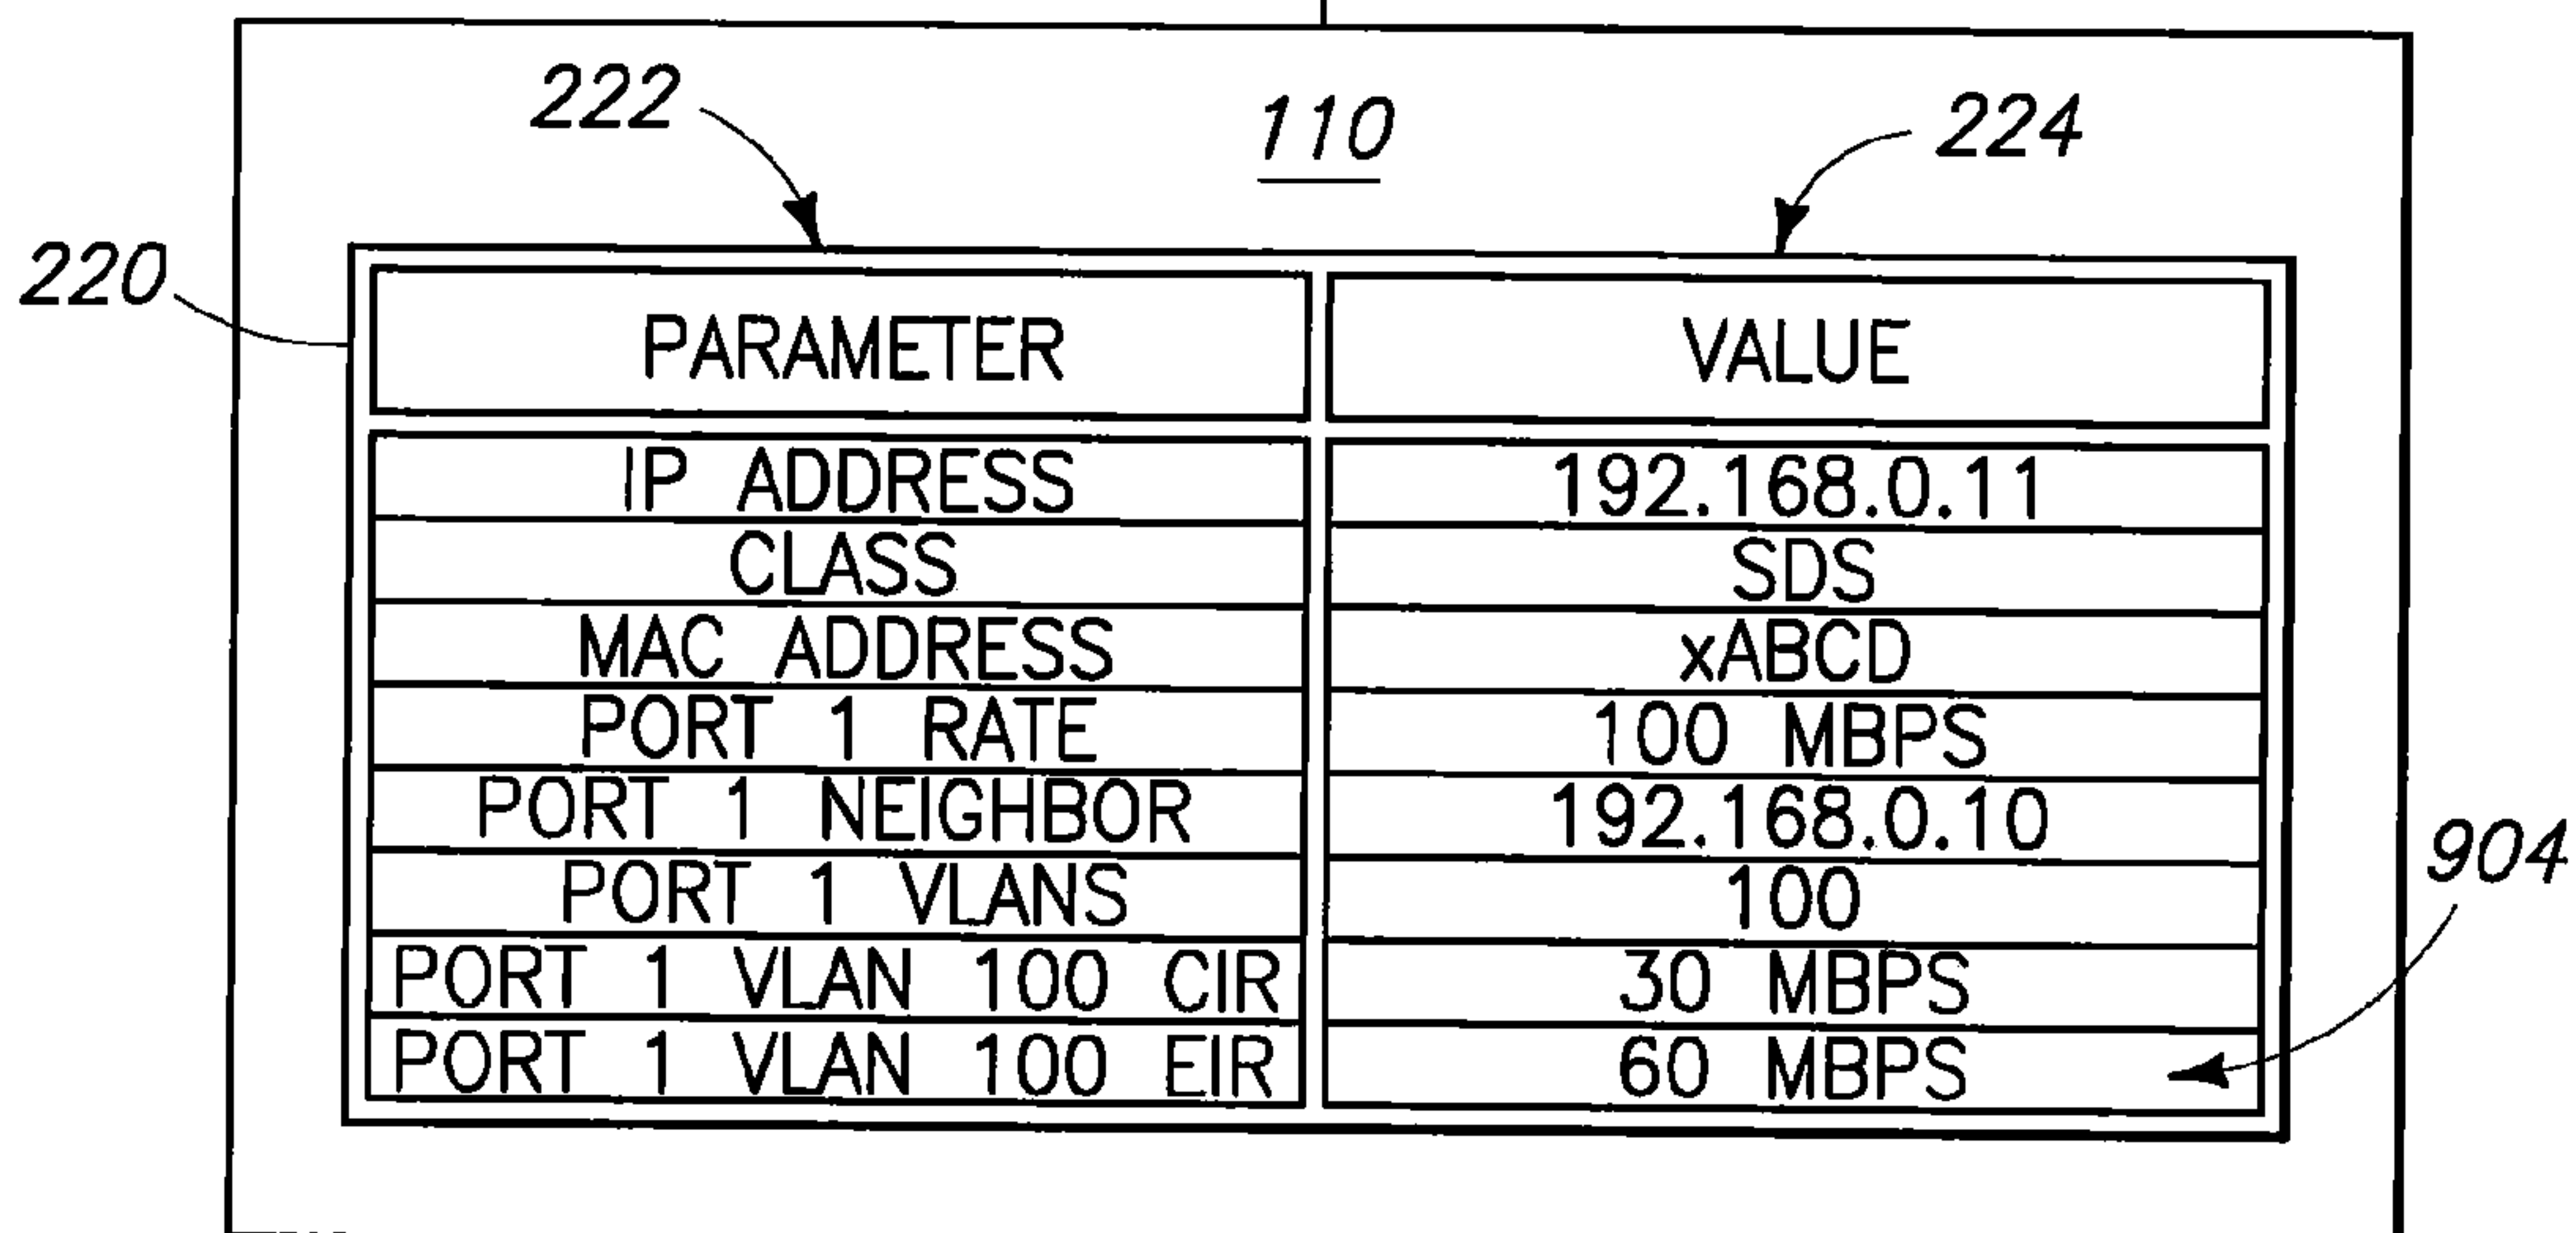 222
110
224
220
PARAMETER VALUE
IP ADDRESS 192.168.0.11
CLASS SDS
MAC ADDRESS xABCD
PORT 1 RATE 100 MBPS
PORT 1 NEIGHBOR 192.168.0.10
PORT 1 VLANS 100
904
PORT 1 VLAN 100 CIR 30 MBPS
PORT 1 VLAN 100 EIR 60 MBPS